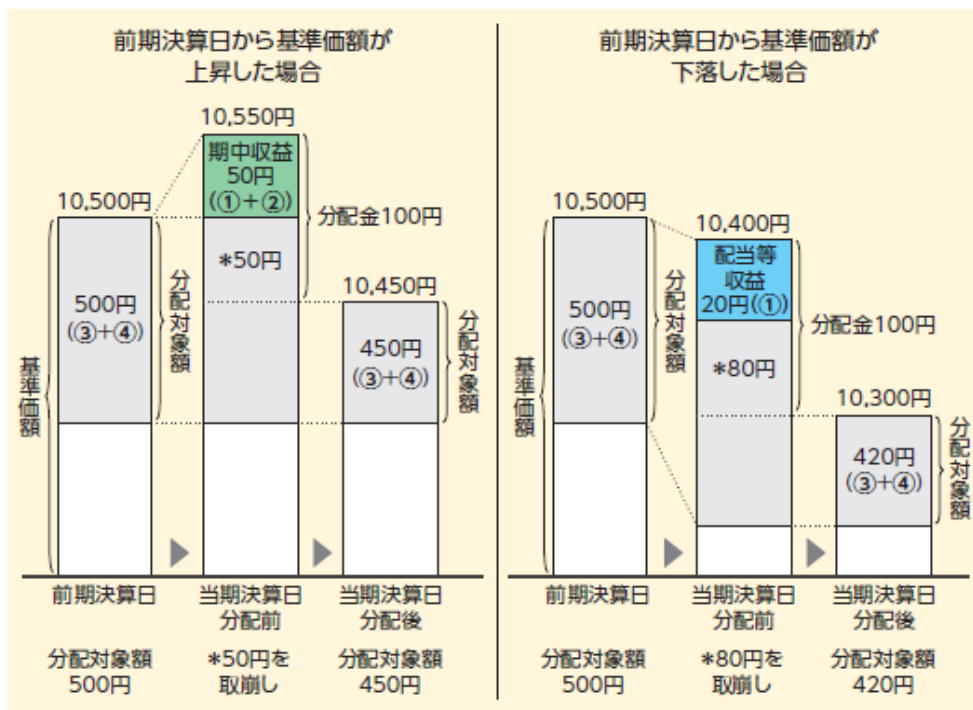 前期決算日から基準価額が
上昇した場合
10,550円
期中収益
50円
(①+②)
10,500円
分配金100円
*50円
10,450円
500円
(③+④)
分配対象額
450円
(③+④)
分配対象額
基準価額
前期決算日
当期決算日
分配前
当期決算日
分配後
分配対象額
500円
*50円を
取崩し
分配対象額
450円
前期決算日から基準価額が
下落した場合
10,500円
10,400円
配当等
収益
20円(①)
500円
(③+④)
分配対象額
分配金100円
*80円
10,300円
基準価額
420円
(③+④)
分配対象額
前期決算日
当期決算日
分配前
当期決算日
分配後
分配対象額
500円
*80円を
取崩し
分配対象額
420円